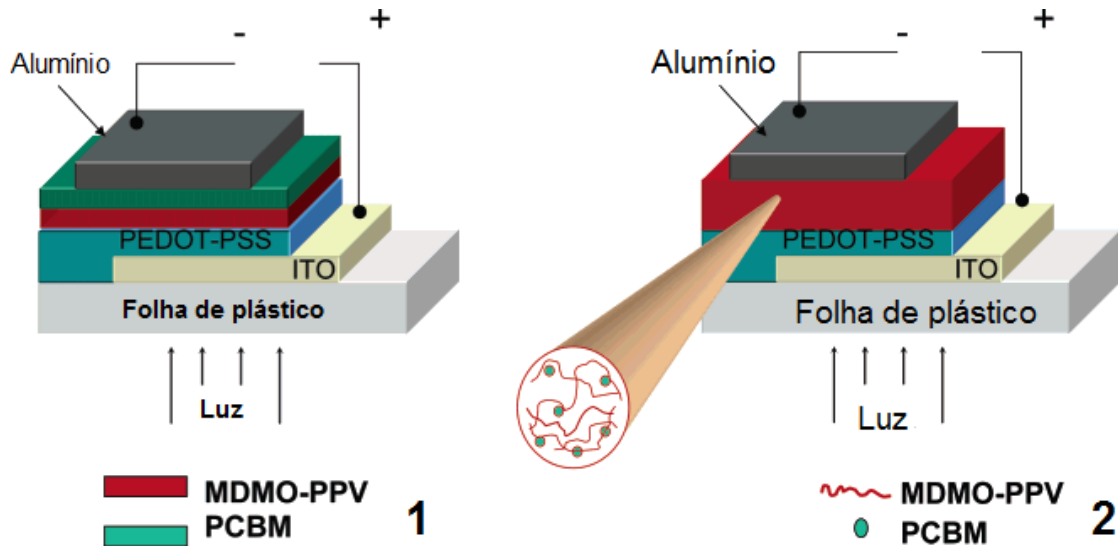 - +
Alumínio
PEDOT-PSS
ITO
Folha de plástico
Luz
MDMO-PPV
PCBM
1
- +
Alumínio
PEDOT-PSS
ITO
Folha de plástico
Luz
MDMO-PPV
PCBM
2